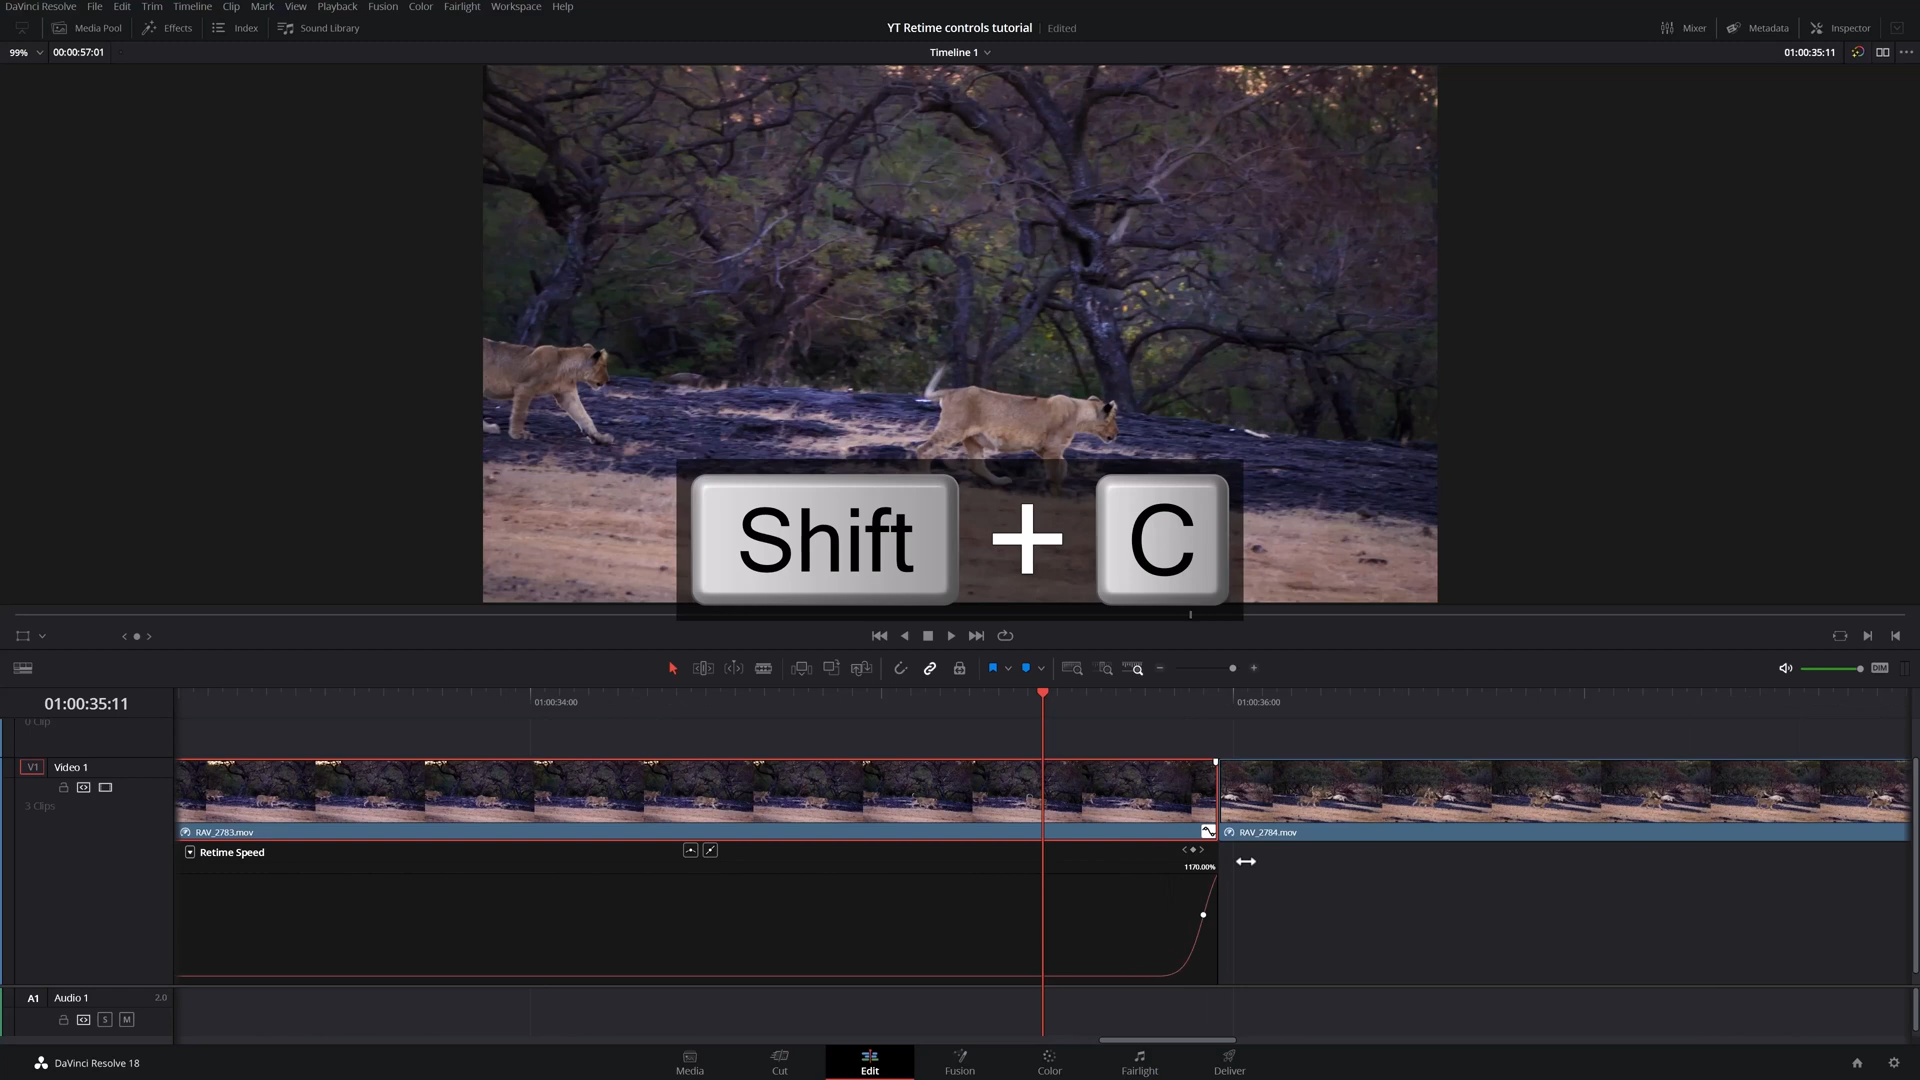 DaVinci Resolve File Edit Trim Timeline Clip Mark View Playback Fusion Color Fairlight Workspace Help
Media Pool Effects Index Sound Library YT Retime controls tutorial Edited Mixer Metadata Inspector
99% 00:00:57:01 Timeline 1 01:00:35:11
Shift + C
DIM
01:00:35:11 01:00:34:00 01:00:36:00
0 Clip
V1 Video 1
3 Clips
RAV_2783.mov RAV_2784.mov
Retime Speed
1170.00%
A1 Audio 1 2.0
S M
DaVinci Resolve 18 Media Cut Edit Fusion Color Fairlight Deliver